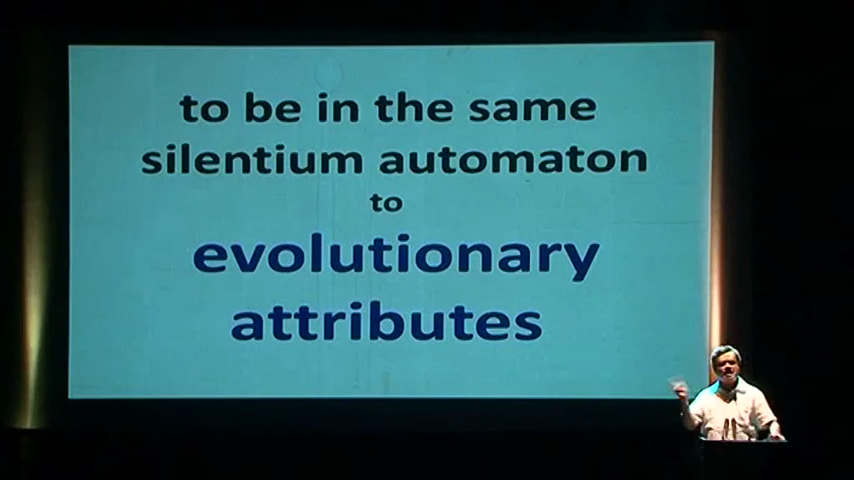 to be in the same
silentium automaton
to
evolutionary
attributes